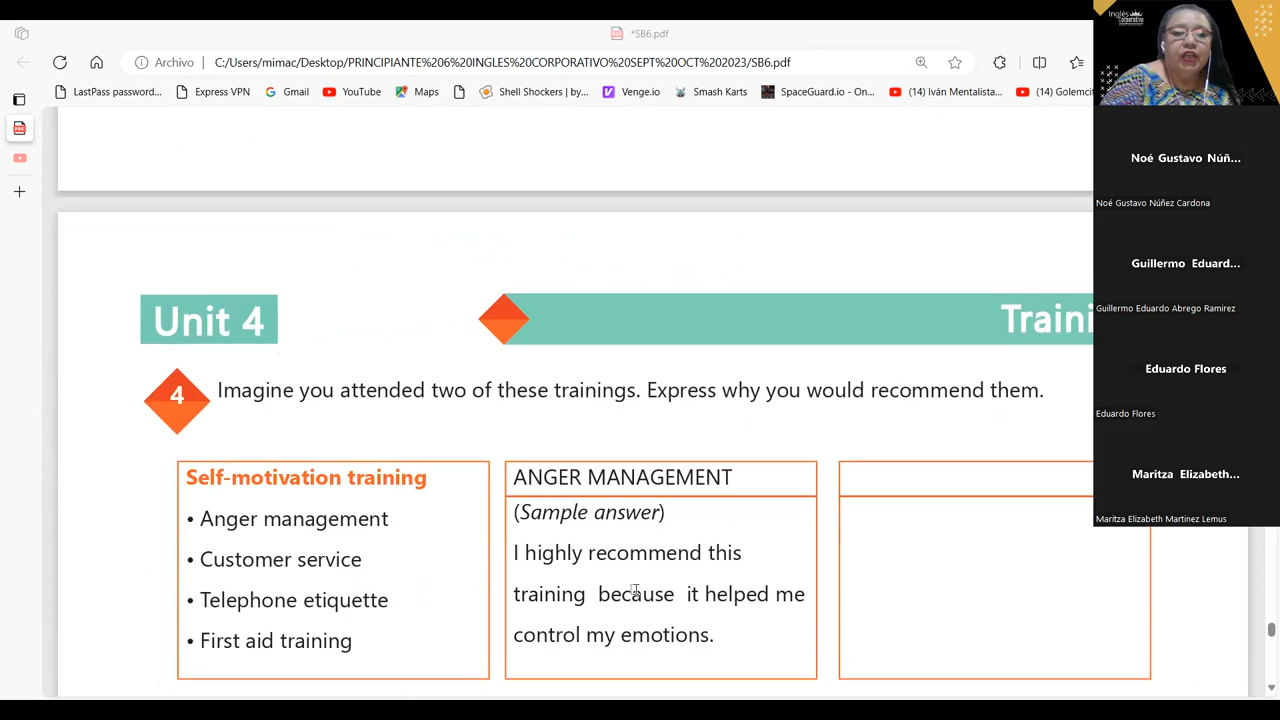 *SB6.pdf
Archivo
C:/Users/mimac/Desktop/PRINCIPIANTE%206%20INGLES%20CORPORATIVO%20SEPT%20OCT%202023/SB6.pdf
LastPass password...
Express VPN
Gmail
YouTube
Maps
Shell Shockers | by...
Venge.io
Smash Karts
SpaceGuard.io - On...
(14) Iván Mentalista...
(14) Golemcit
Unit 4
Traini
4
Imagine you attended two of these trainings. Express why you would recommend them.
Self-motivation training
• Anger management
• Customer service
• Telephone etiquette
• First aid training
ANGER MANAGEMENT
(Sample answer)
I highly recommend this
training because it helped me
control my emotions.
Inglés
Corporativo
Noé Gustavo Núñ...
Noé Gustavo Núñez Cardona
Guillermo Eduard...
Guillermo Eduardo Abrego Ramirez
Eduardo Flores
Eduardo Flores
Maritza Elizabeth...
Maritza Elizabeth Martinez Lemus